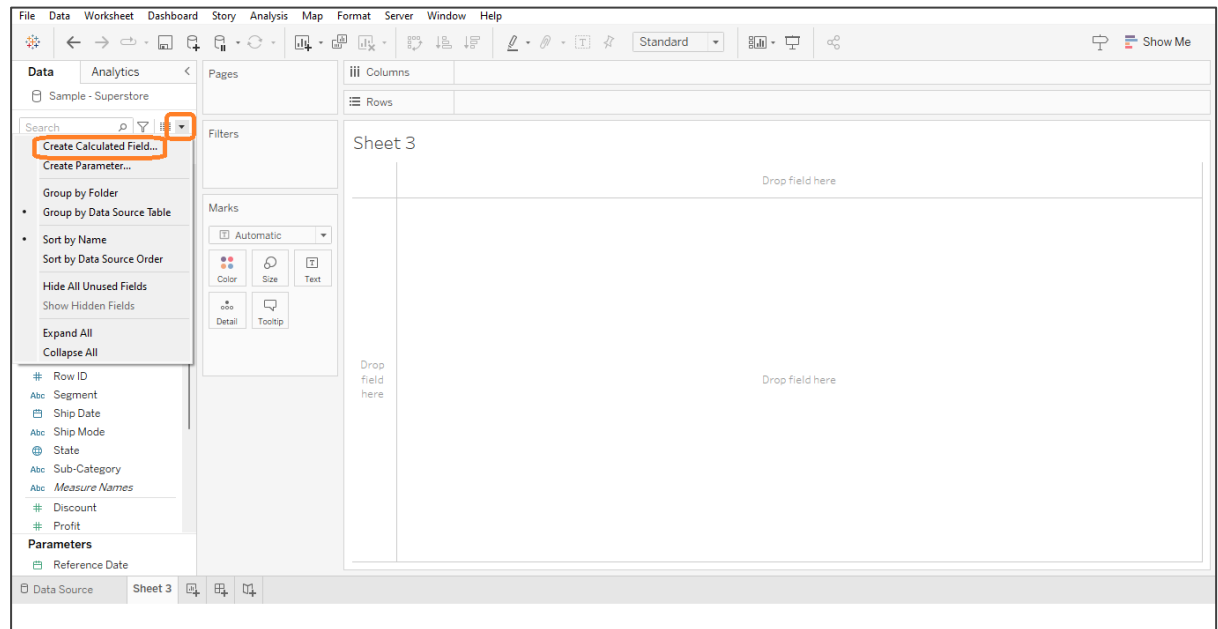 File Data Worksheet Dashboard Story Analysis Map Format Server Window Help
Standard
Show Me
Data Analytics
Sample - Superstore
Search
Create Calculated Field...
Create Parameter...
Group by Folder
• Group by Data Source Table
• Sort by Name
Sort by Data Source Order
Hide All Unused Fields
Show Hidden Fields
Expand All
Collapse All
# Row ID
Abc Segment
Ship Date
Abc Ship Mode
State
Abc Sub-Category
Abc Measure Names
# Discount
# Profit
Parameters
Reference Date
Pages
Filters
Marks
Automatic
Color Size Text
Detail Tooltip
Columns
Rows
Sheet 3
Drop field here
Drop
field
here
Drop field here
Data Source Sheet 3